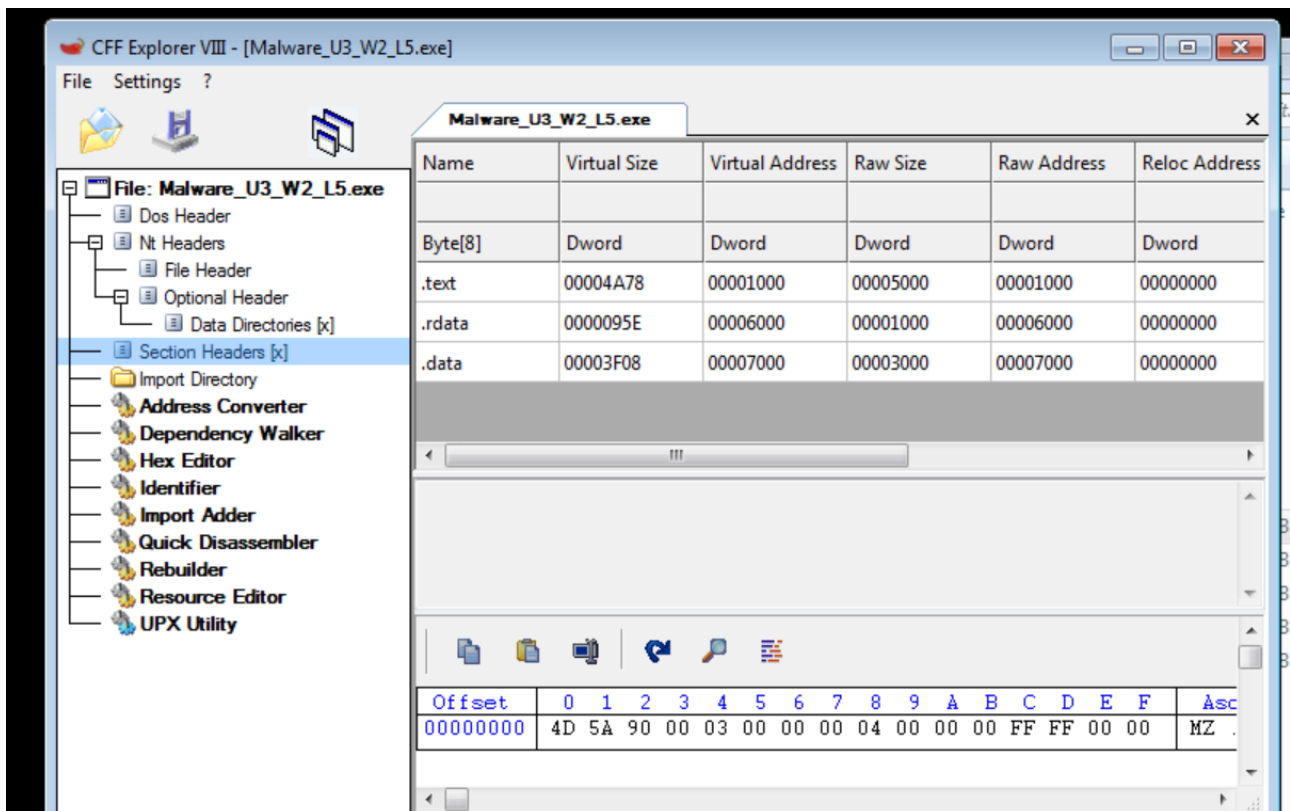 CFF Explorer VIII - [Malware_U3_W2_L5.exe]
File Settings ?
Malware_U3_W2_L5.exe
File: Malware_U3_W2_L5.exe
Dos Header
Nt Headers
File Header
Optional Header
Data Directories [x]
Section Headers [x]
Import Directory
Address Converter
Dependency Walker
Hex Editor
Identifier
Import Adder
Quick Disassembler
Rebuilder
Resource Editor
UPX Utility
Name Virtual Size Virtual Address Raw Size Raw Address Reloc Address
Byte[8] Dword Dword Dword Dword Dword
.text 00004A78 00001000 00005000 00001000 00000000
.rdata 0000095E 00006000 00001000 00006000 00000000
.data 00003F08 00007000 00003000 00007000 00000000
Offset 0 1 2 3 4 5 6 7 8 9 A B C D E F Asc
00000000 4D 5A 90 00 03 00 00 00 04 00 00 00 FF FF 00 00 MZ .